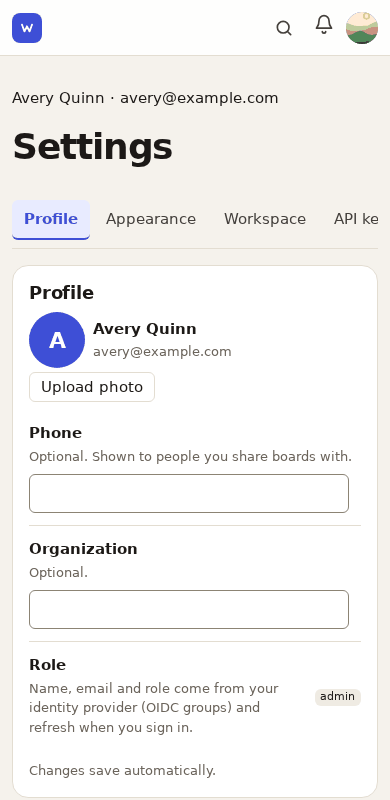 W
Avery Quinn · avery@example.com
Settings
Profile Appearance Workspace API ke
Profile
A
Avery Quinn
avery@example.com
Upload photo
Phone
Optional. Shown to people you share boards with.
Organization
Optional.
Role
Name, email and role come from your
identity provider (OIDC groups) and
refresh when you sign in.
admin
Changes save automatically.